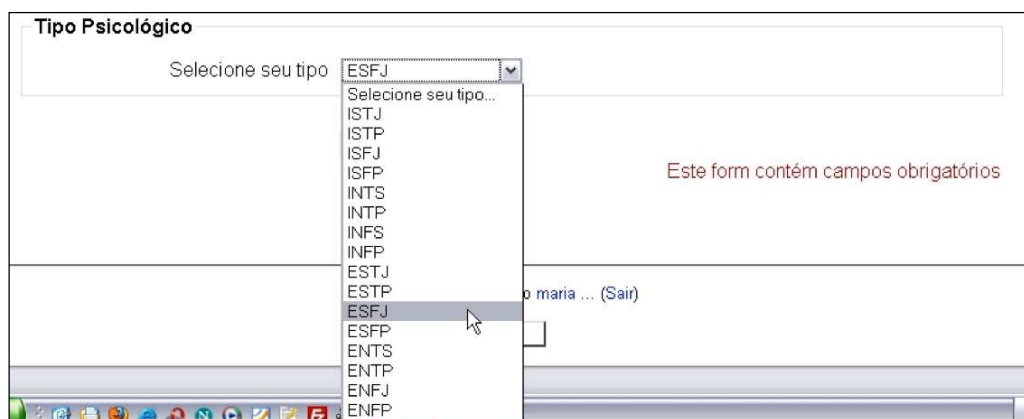 Tipo Psicológico
Selecione seu tipo ESFJ
Selecione seu tipo...
ISTJ
ISTP
ISFJ
ISFP
Este form contém campos obrigatórios
INTS
INTP
INFS
INFP
ESTJ
ESTP
maria ... (Sair)
ESFJ
ESFP
ENTS
ENTP
ENFJ
ENFP